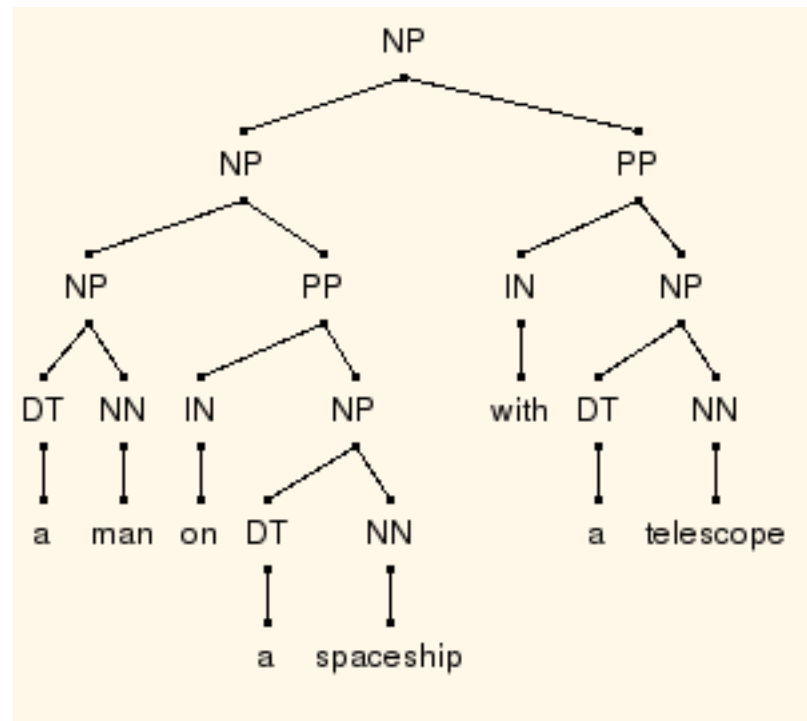 NP
NP PP
NP PP IN NP
DT NN IN NP with DT NN
a man on DT NN a telescope
a spaceship